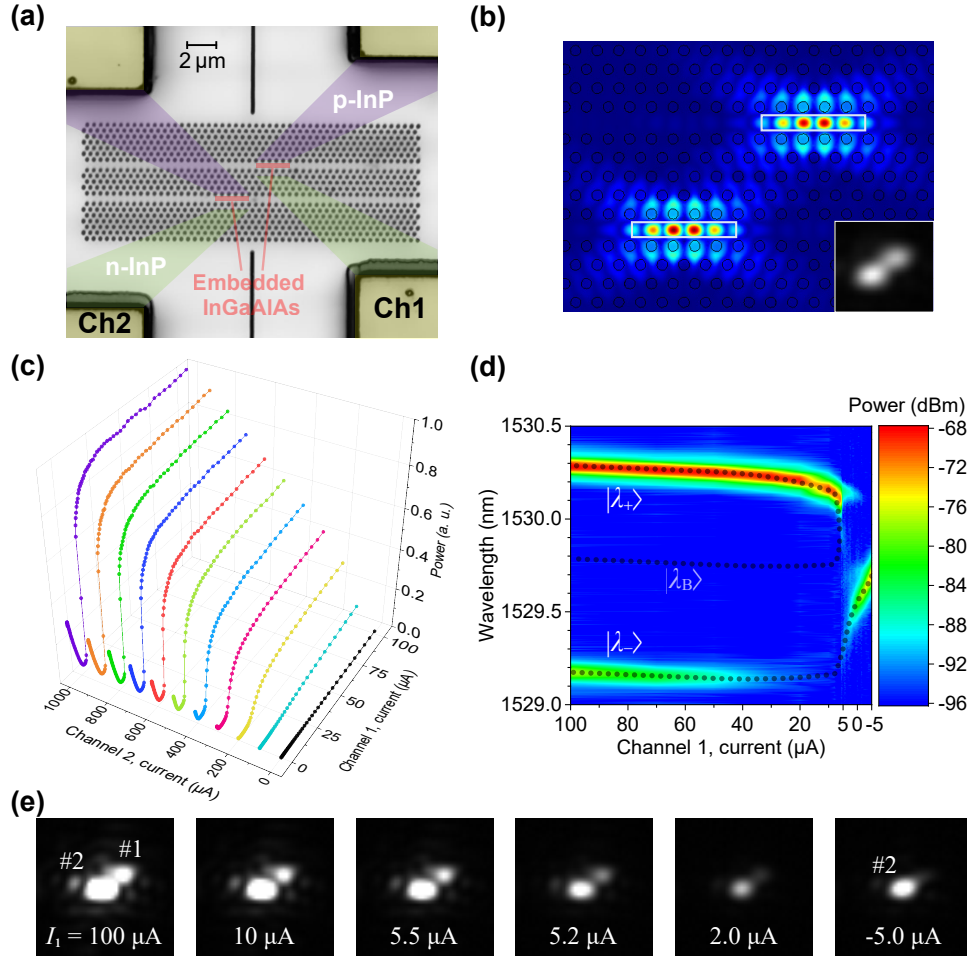 (a)
2 μm
p-InP
n-InP
Embedded
InGaAlAs
Ch2
Ch1
(b)
(c)
1.0
0.8
0.6
0.4
0.2
0.0
Power (a. u.)
100
75
50
25
0
Channel 1, current (μA)
1000
800
600
400
200
0
Channel 2, current (μA)
(d)
Power (dBm)
1530.5
1530.0
1529.5
1529.0
Wavelength (nm)
|λ+⟩
|λB⟩
|λ−⟩
100
80
60
40
20
5
0
-5
Channel 1, current (μA)
-68
-72
-76
-80
-84
-88
-92
-96
(e)
#2
#1
I1 = 100 μA
10 μA
5.5 μA
5.2 μA
2.0 μA
#2
-5.0 μA